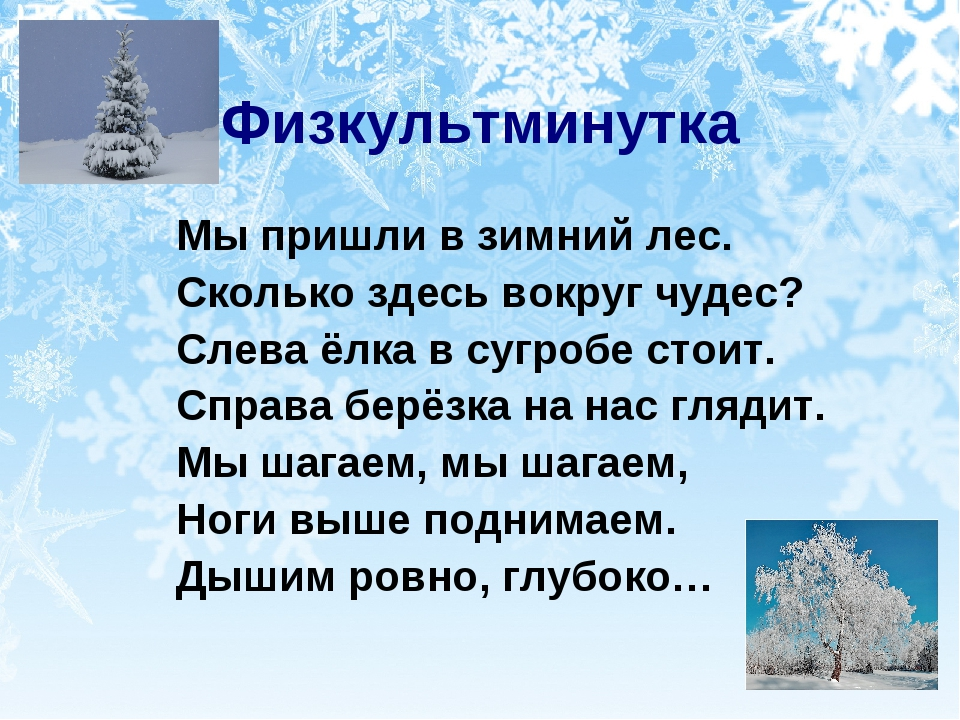 Физкультминутка
Мы пришли в зимний лес.
Сколько здесь вокруг чудес?
Слева ёлка в сугробе стоит.
Справа берёзка на нас глядит.
Мы шагаем, мы шагаем,
Ноги выше поднимаем.
Дышим ровно, глубоко…